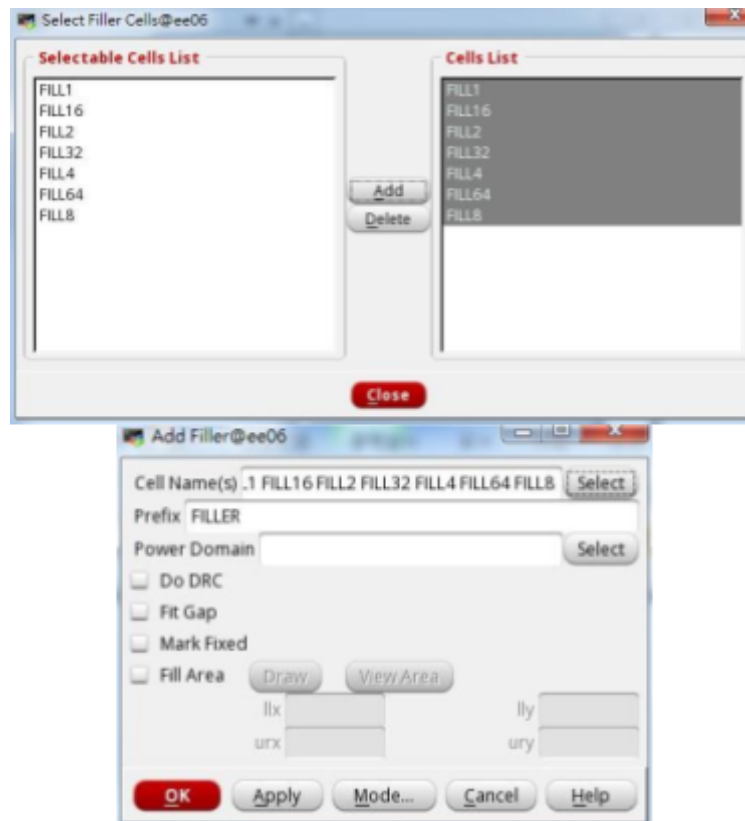 Select Filler Cells@ee06
Selectable Cells List
FILL1
FILL16
FILL2
FILL32
FILL4
FILL64
FILL8
Add
Delete
Cells List
FILL1
FILL16
FILL2
FILL32
FILL4
FILL64
FILL8
Close
Add Filler@ee06
Cell Name(s) .1 FILL16 FILL2 FILL32 FILL4 FILL64 FILL8 Select
Prefix FILLER
Power Domain Select
Do DRC
Fit Gap
Mark Fixed
Fill Area Draw View Area
llx lly
urx ury
OK Apply Mode... Cancel Help